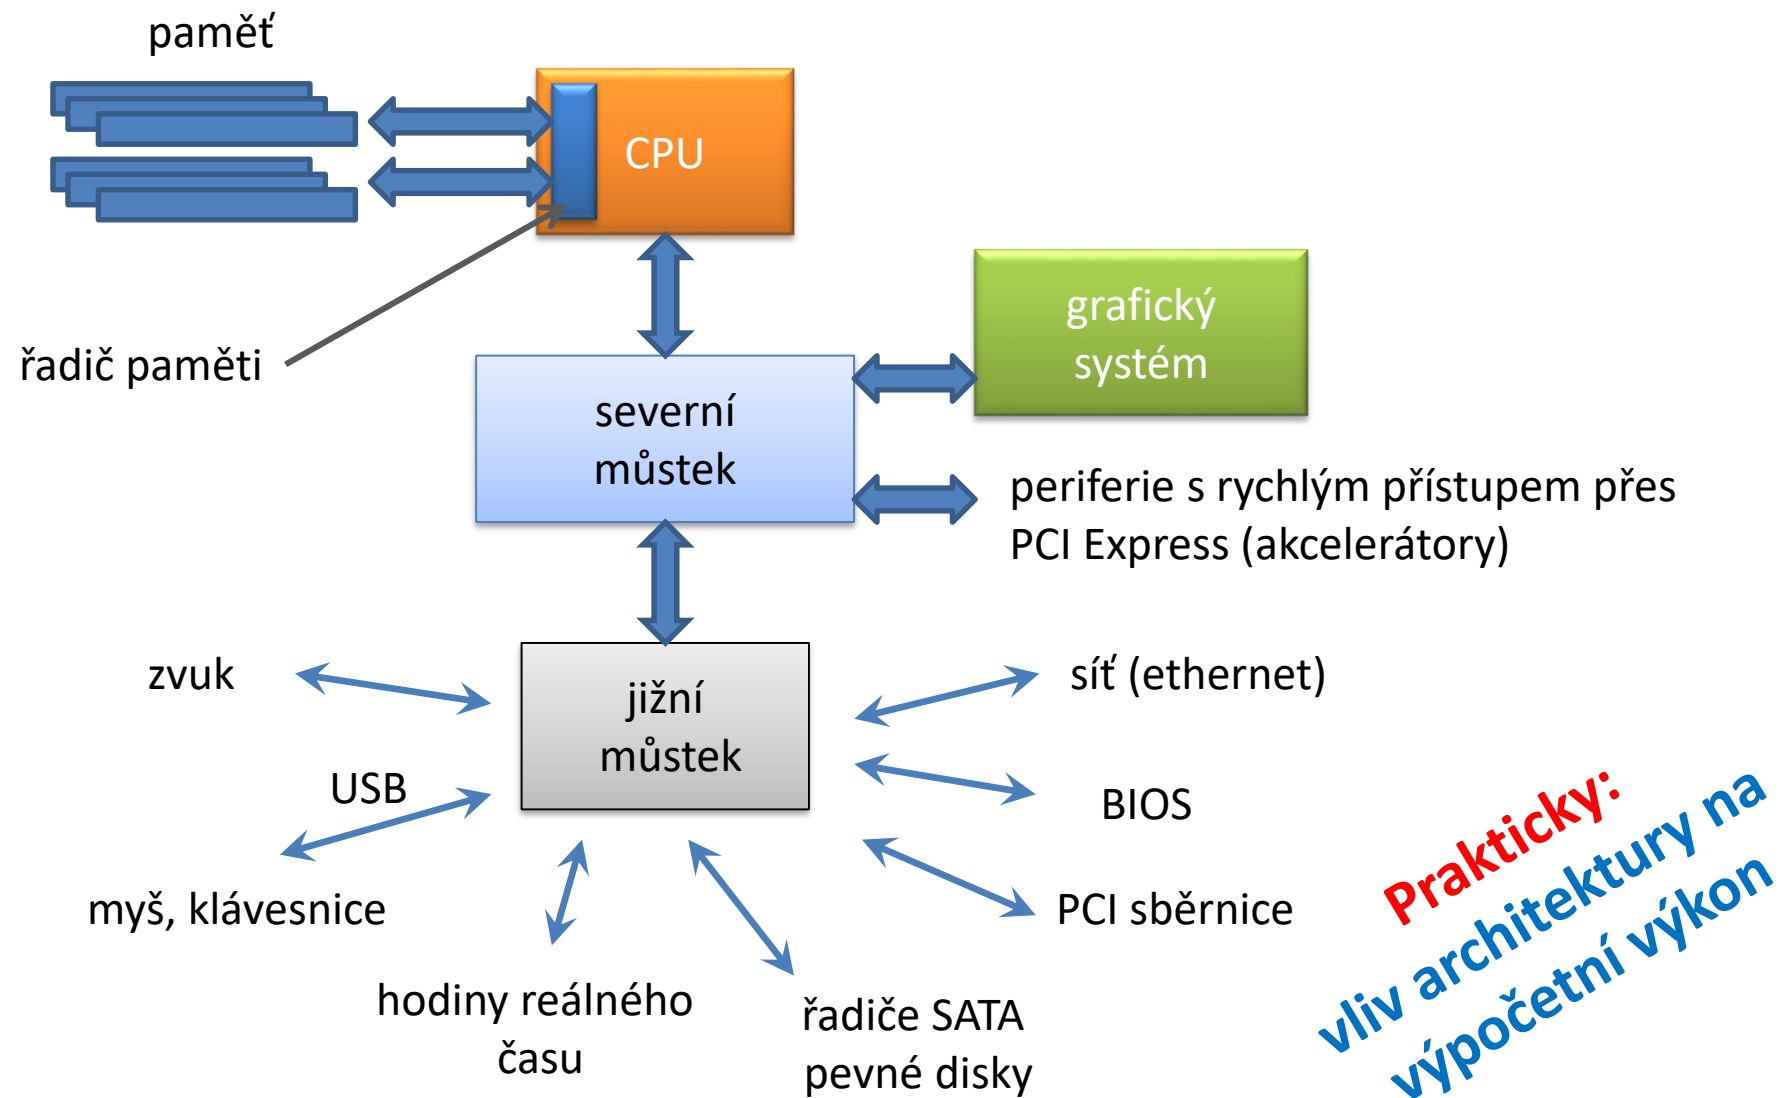 paměť
CPU
řadič paměti
grafický
systém
severní
můstek
periferie s rychlým přístupem přes
PCI Express (akcelerátory)
zvuk
jižní
můstek
síť (ethernet)
USB
BIOS
myš, klávesnice
PCI sběrnice
hodiny reálného
času
řadiče SATA
pevné disky
Prakticky:
vliv architektury na
výpočetní výkon